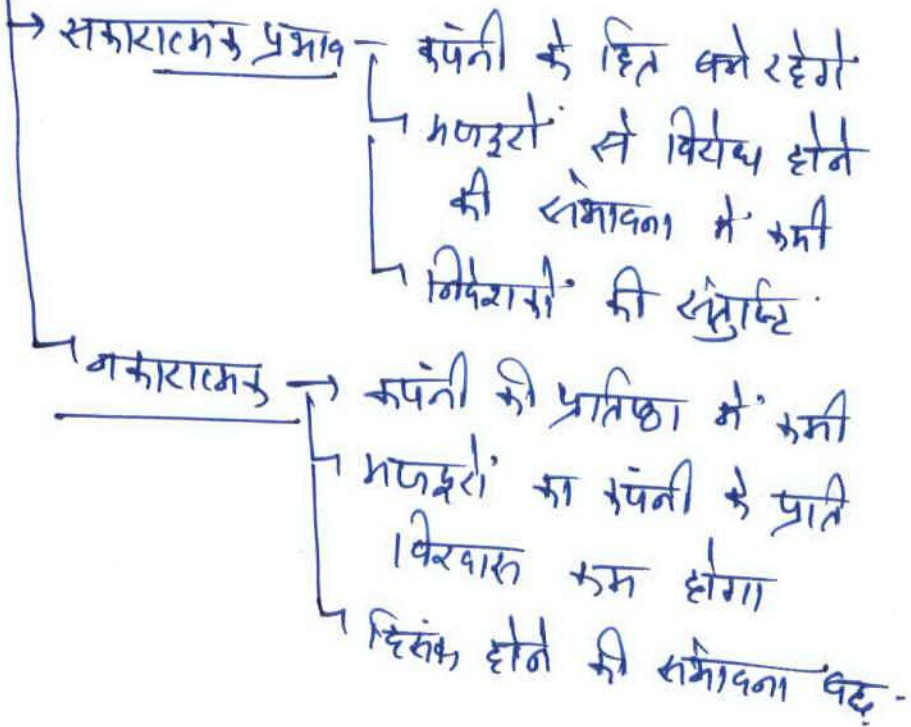 → सकारात्मक प्रभाव – कंपनी के हित बने रहेगे
मजदूरों से विरोध होने
की संभावना में कमी
निदेशकों की संतुष्टि
नकारात्मक → कंपनी की प्रतिष्ठा में कमी
मजदूरों का कंपनी के प्रति
विश्वास कम होगा
हिसंक होने की संभावना बढ़.